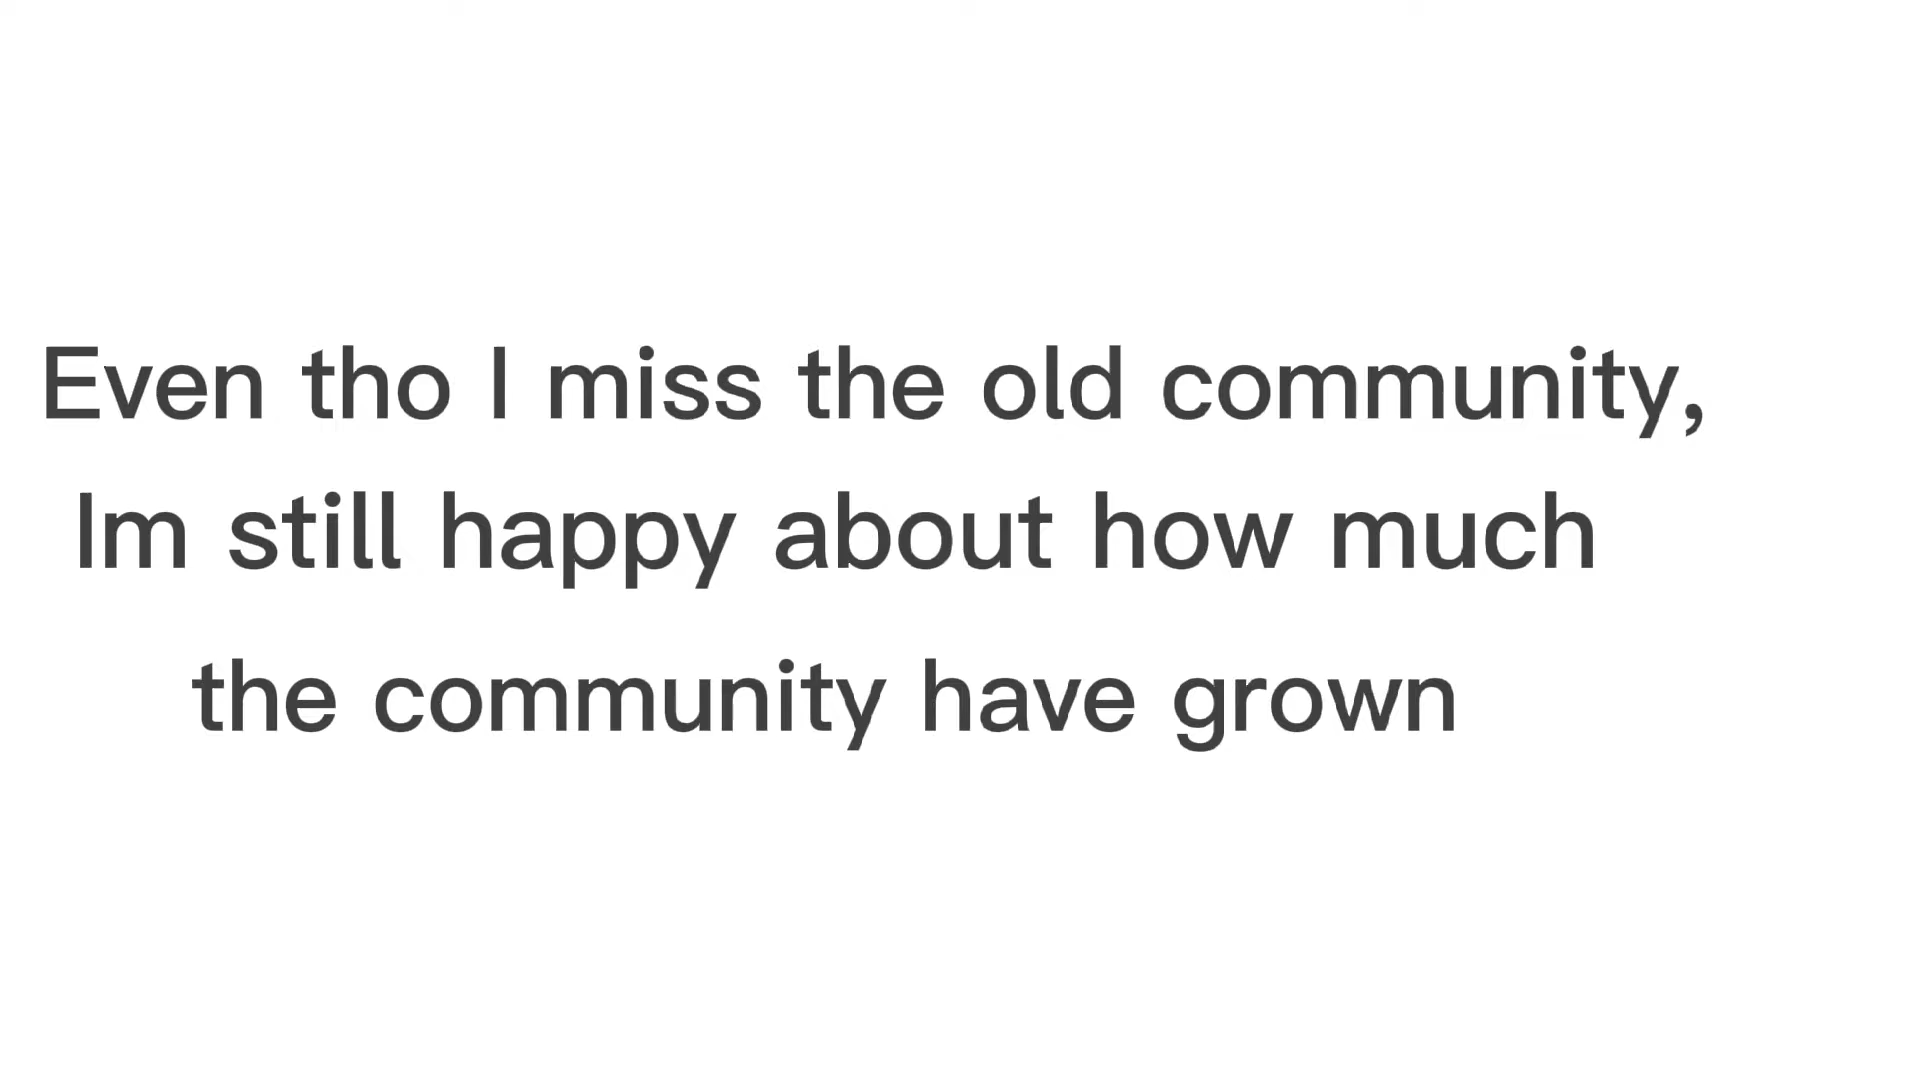 Even tho I miss the old community,
Im still happy about how much
the community have grown